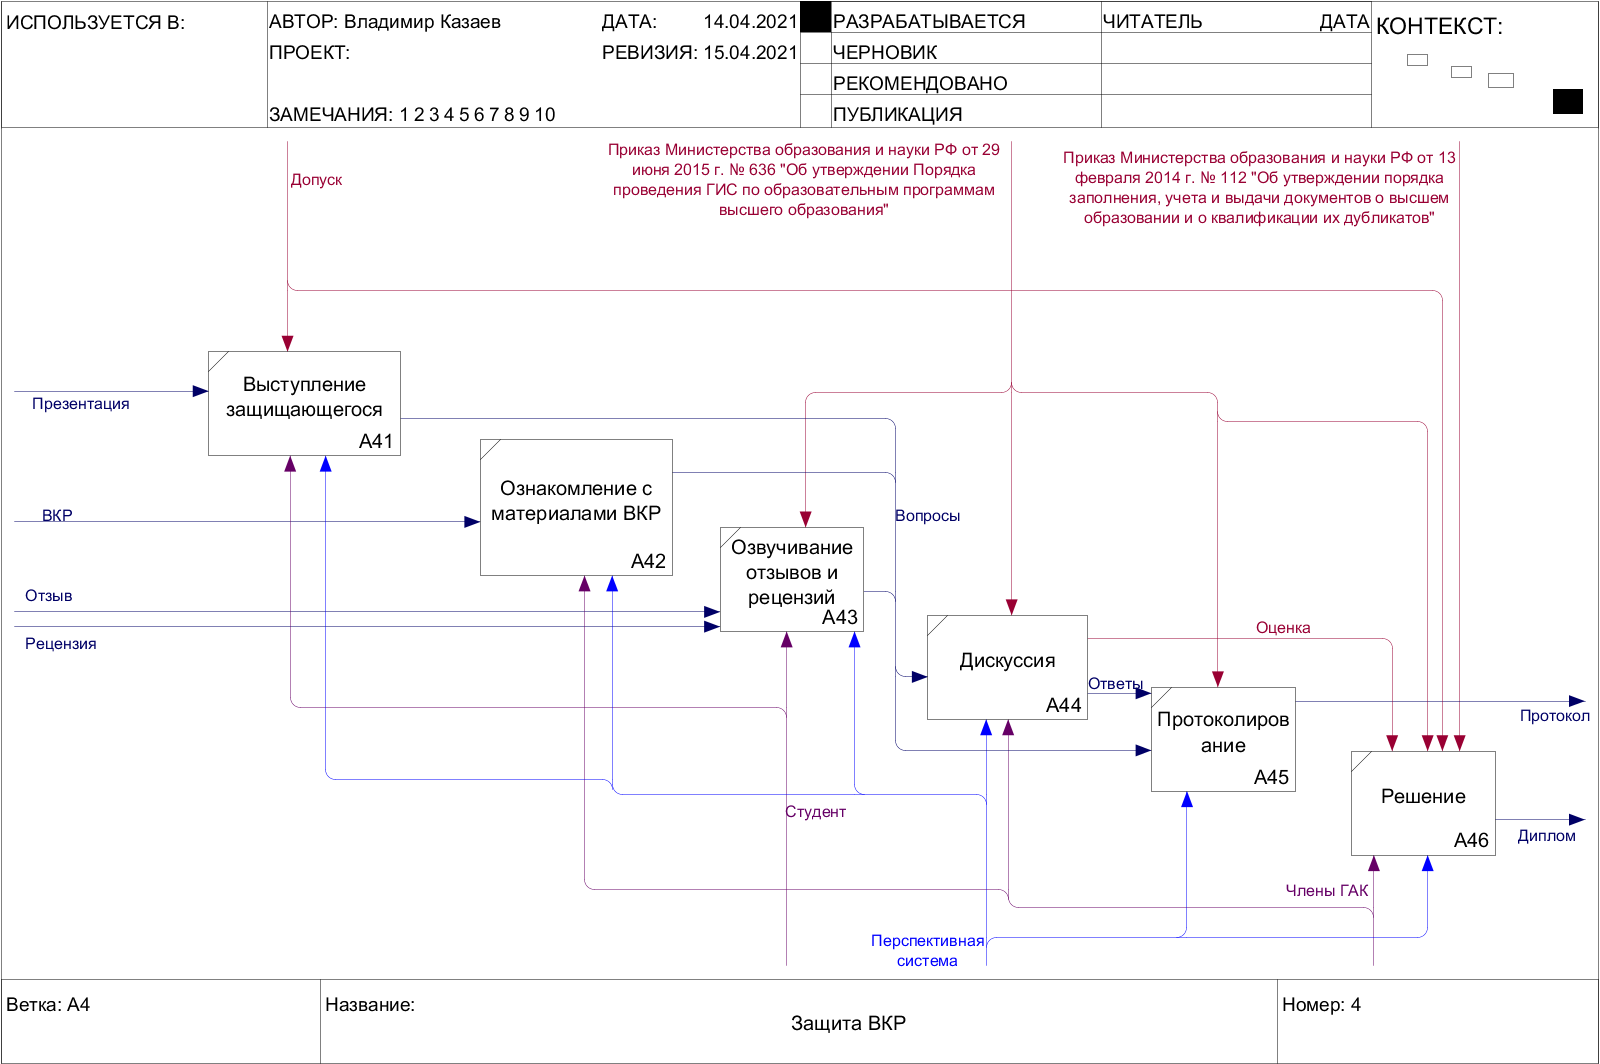 ИСПОЛЬЗУЕТСЯ В:
АВТОР: Владимир Казаев
ДАТА: 14.04.2021
ПРОЕКТ:
РЕВИЗИЯ: 15.04.2021
ЗАМЕЧАНИЯ: 1 2 3 4 5 6 7 8 9 10
РАЗРАБАТЫВАЕТСЯ
ЧЕРНОВИК
РЕКОМЕНДОВАНО
ПУБЛИКАЦИЯ
ЧИТАТЕЛЬ
ДАТА
КОНТЕКСТ:
Допуск
Приказ Министерства образования и науки РФ от 29
июня 2015 г. № 636 "Об утверждении Порядка
проведения ГИС по образовательным программам
высшего образования"
Приказ Министерства образования и науки РФ от 13
февраля 2014 г. № 112 "Об утверждении порядка
заполнения, учета и выдачи документов о высшем
образовании и о квалификации их дубликатов"
Презентация
Выступление
защищающегося
A41
ВКР
Ознакомление с
материалами ВКР
A42
Вопросы
Отзыв
Рецензия
Озвучивание
отзывов и
рецензий
A43
Дискуссия
A44
Оценка
Ответы
Протоколиров
ание
A45
Протокол
Решение
A46
Диплом
Студент
Члены ГАК
Перспективная
система
Ветка: A4
Название:
Защита ВКР
Номер: 4